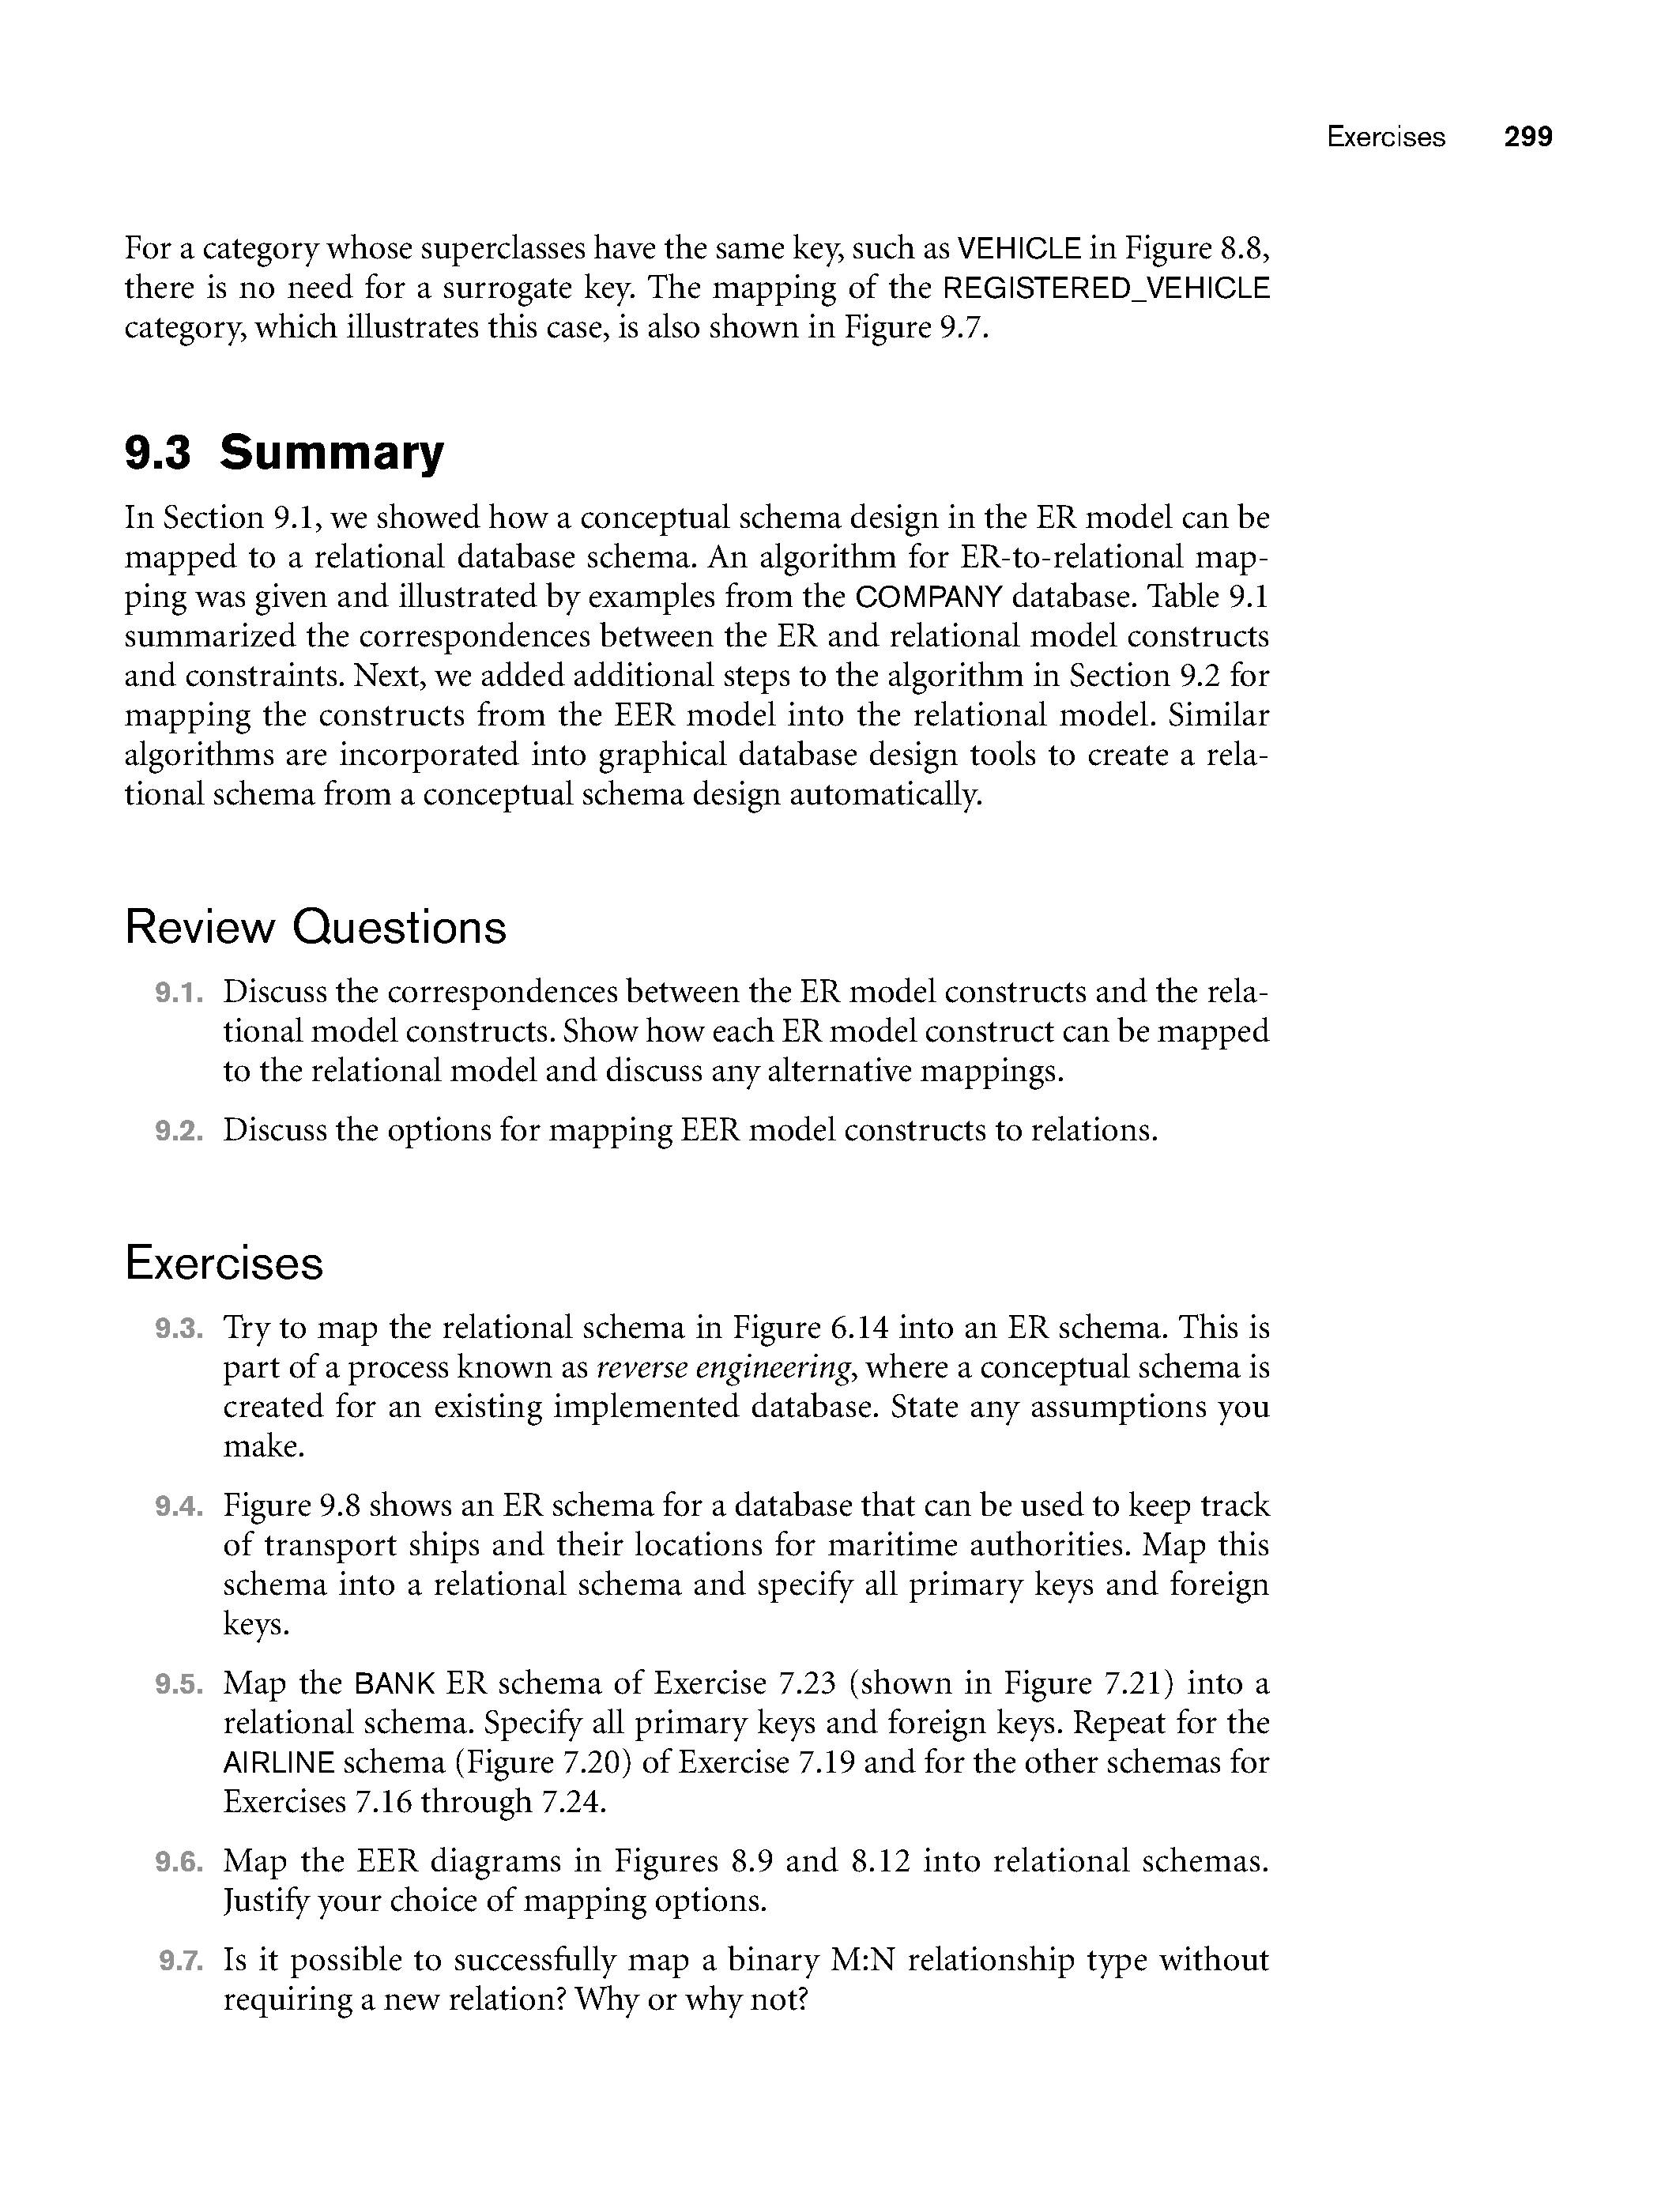 Exercises 299
For a category whose superclasses have the same key, such as VEHICLE in Figure 8.8,
there is no need for a surrogate key. The mapping of the REGISTERED_VEHICLE
category, which illustrates this case, is also shown in Figure 9.7.
9.3 Summary
In Section 9.1, we showed how a conceptual schema design in the ER model can be
mapped to a relational database schema. An algorithm for ER-to-relational map-
ping was given and illustrated by examples from the COMPANY database. Table 9.1
summarized the correspondences between the ER and relational model constructs
and constraints. Next, we added additional steps to the algorithm in Section 9.2 for
mapping the constructs from the EER model into the relational model. Similar
algorithms are incorporated into graphical database design tools to create a rela-
tional schema from a conceptual schema design automatically.
Review Questions
9.1. Discuss the correspondences between the ER model constructs and the rela-
tional model constructs. Show how each ER model construct can be mapped
to the relational model and discuss any alternative mappings.
9.2. Discuss the options for mapping EER model constructs to relations.
Exercises
9.3. Try to map the relational schema in Figure 6.14 into an ER schema. This is
part of a process known as reverse engineering, where a conceptual schema is
created for an existing implemented database. State any assumptions you
make.
9.4. Figure 9.8 shows an ER schema for a database that can be used to keep track
of transport ships and their locations for maritime authorities. Map this
schema into a relational schema and specify all primary keys and foreign
keys.
9.5. Map the BANK ER schema of Exercise 7.23 (shown in Figure 7.21) into a
relational schema. Specify all primary keys and foreign keys. Repeat for the
AIRLINE schema (Figure 7.20) of Exercise 7.19 and for the other schemas for
Exercises 7.16 through 7.24.
9.6. Map the EER diagrams in Figures 8.9 and 8.12 into relational schemas.
Justify your choice of mapping options.
9.7. Is it possible to successfully map a binary M:N relationship type without
requiring a new relation? Why or why not?